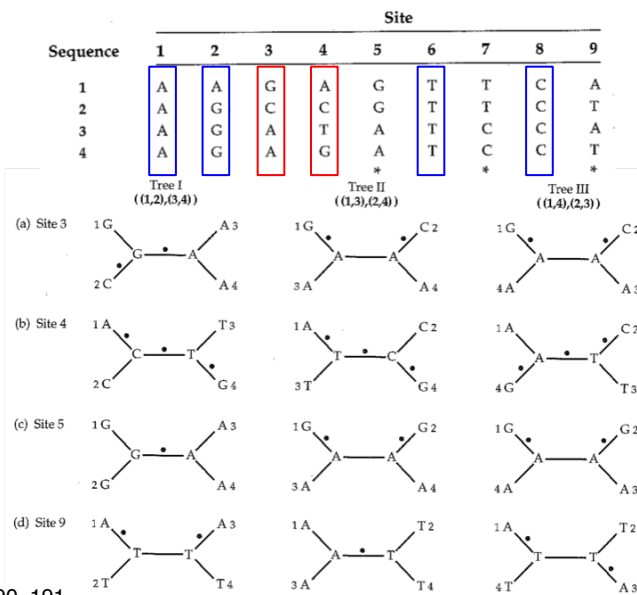 Site
Sequence 1 2 3 4 5 6 7 8 9
1 A A G A G T T C A
2 A G C C G T T C T
3 A G A T A T C C A
4 A G A G A T C C T
* * *
Tree I Tree II Tree III
((1,2),(3,4)) ((1,3),(2,4)) ((1,4),(2,3))
(a) Site 3 1 G A 3 1 G C 2 1 G C 2
G A A A A A
2 C A 4 3 A A 4 4 A A 3
(b) Site 4 1 A T 3 1 A C 2 1 A C 2
C T T C A T
2 C G 4 3 T G 4 4 G T 3
(c) Site 5 1 G A 3 1 G G 2 1 G G 2
G A A A A A
2 G A 4 3 A A 4 4 A A 3
(d) Site 9 1 A A 3 1 A T 2 1 A T 2
T T A T T T
2 T T 4 3 A T 4 4 T A 3